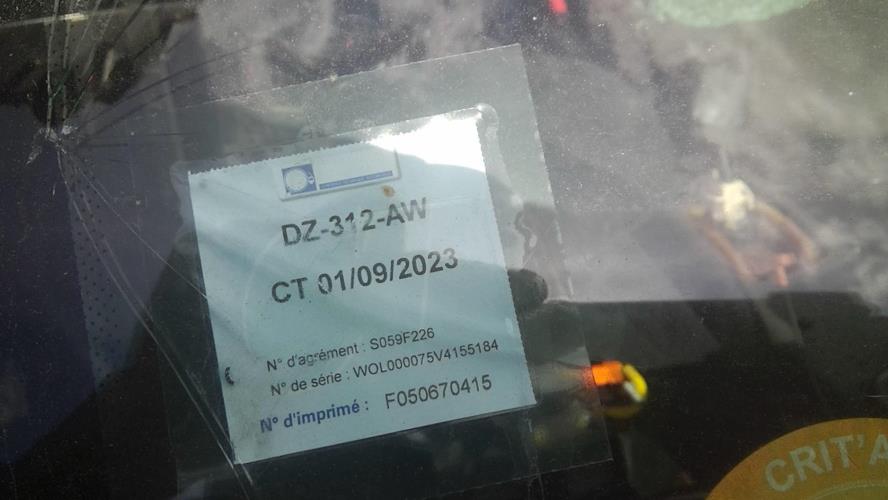 DZ-312-AW
CT 01/09/2023
N° d'agrément : S059F226
N° de série : WOL000075V4155184
N° d'imprimé : F050670415
CRIT'A